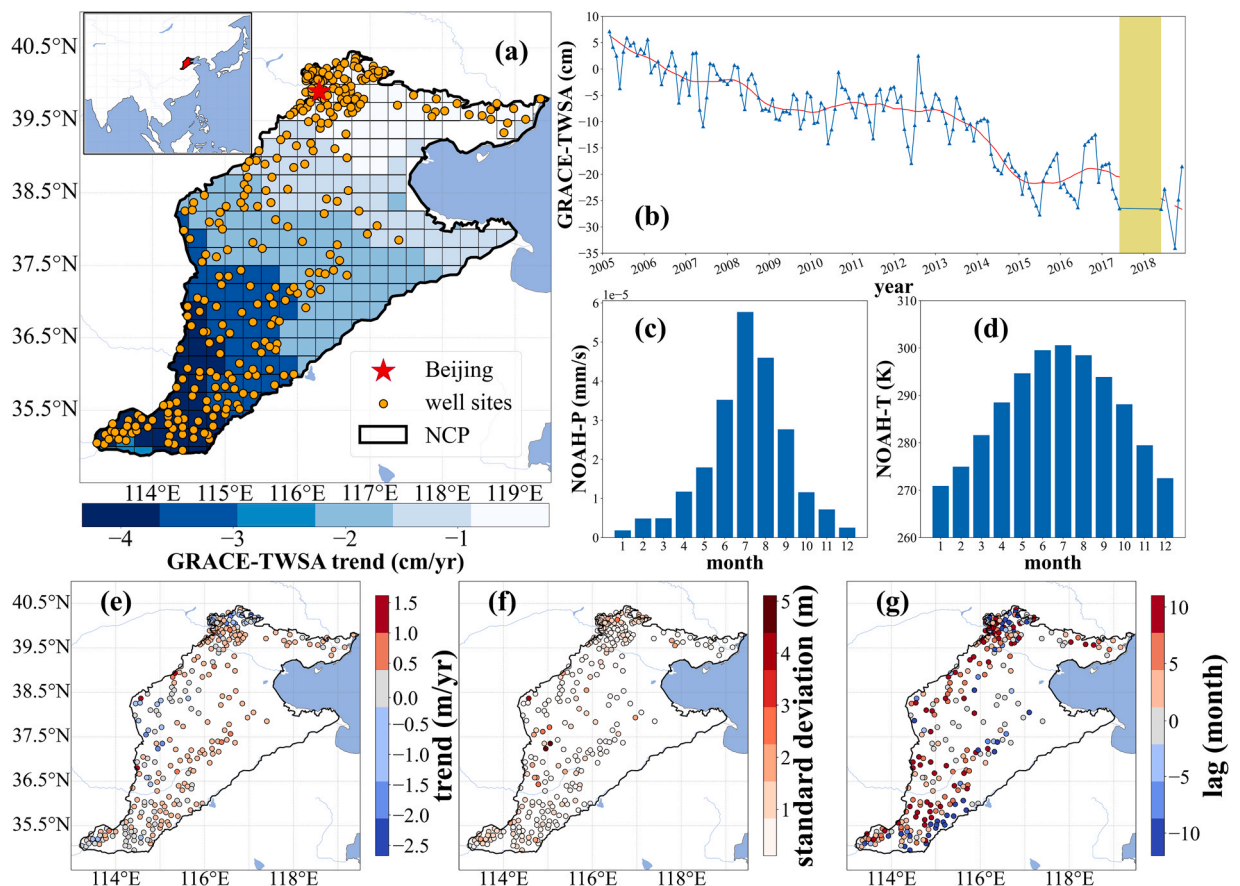 (a)
40.5°N
39.5°N
38.5°N
37.5°N
36.5°N
35.5°N
Beijing
well sites
NCP
114°E 115°E 116°E 117°E 118°E 119°E
−4 −3 −2 −1
GRACE-TWSA trend (cm/yr)
(b)
GRACE-TWSA (cm)
10
5
0
−5
−10
−15
−20
−25
−30
−35
2005 2006 2007 2008 2009 2010 2011 2012 2013 2014 2015 2016 2017 2018
year
(c)
1e−5
NOAH-P (mm/s)
6
5
4
3
2
1
0
1 2 3 4 5 6 7 8 9 10 11 12
month
(d)
NOAH-T (K)
310
300
290
280
270
260
1 2 3 4 5 6 7 8 9 10 11 12
month
(e)
40.5°N
39.5°N
38.5°N
37.5°N
36.5°N
35.5°N
114°E 116°E 118°E
1.5
1.0
0.5
0.0
−0.5
−1.0
−1.5
−2.0
−2.5
trend (m/yr)
(f)
114°E 116°E 118°E
5
4
3
2
1
standard deviation (m)
(g)
114°E 116°E 118°E
10
5
0
−5
−10
lag (month)